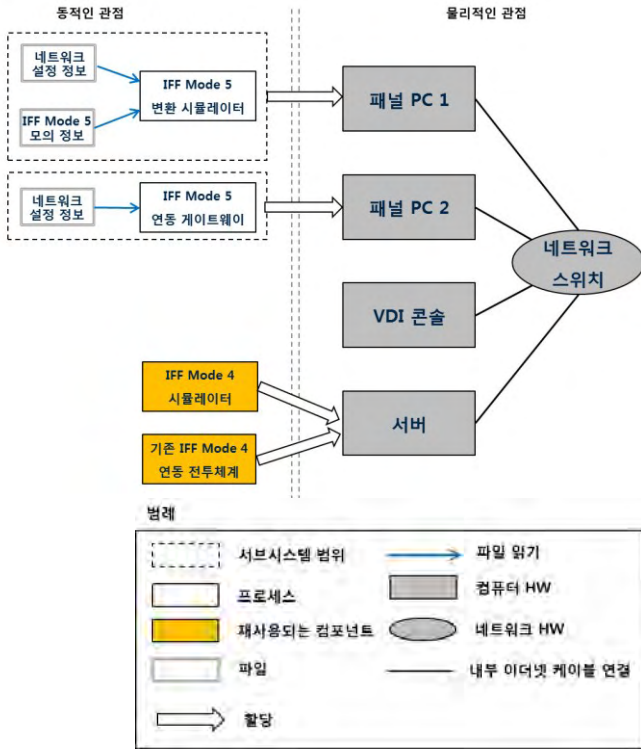 동적인 관점
물리적인 관점
네트워크
설정 정보
IFF Mode 5
모의 정보
IFF Mode 5
변환 시뮬레이터
패널 PC 1
네트워크
설정 정보
IFF Mode 5
연동 게이트웨이
패널 PC 2
네트워크
스위치
VDI 콘솔
IFF Mode 4
시뮬레이터
기존 IFF Mode 4
연동 전투체계
서버
범례
서브시스템 범위
파일 읽기
프로세스
컴퓨터 HW
재사용되는 컴포넌트
네트워크 HW
파일
내부 이더넷 케이블 연결
할당